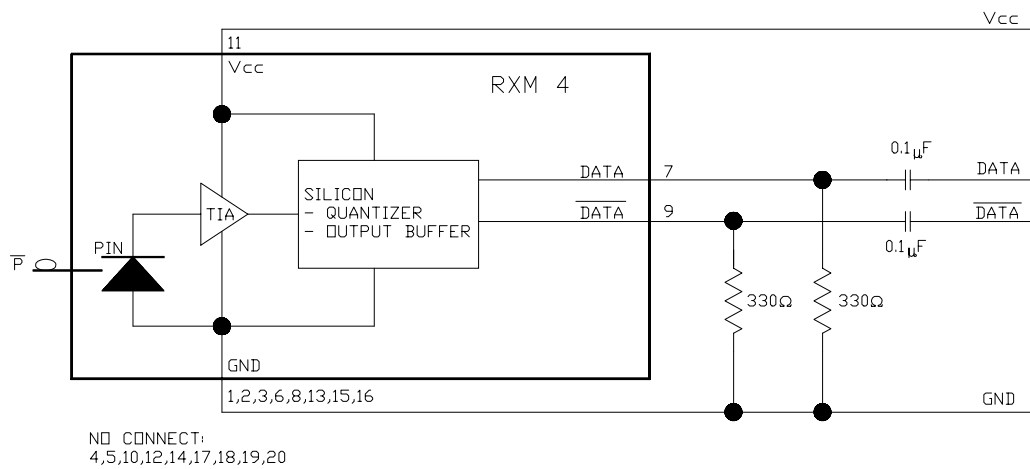 Vcc
11
Vcc
RXM 4
0.1µF
DATA 7
DATA
SILICON
- QUANTIZER
- OUTPUT BUFFER
TIA
D̅A̅T̅A̅ 9
D̅A̅T̅A̅
0.1µF
PIN
P̅
330Ω
330Ω
GND
1,2,3,6,8,13,15,16
GND
NO CONNECT:
4,5,10,12,14,17,18,19,20